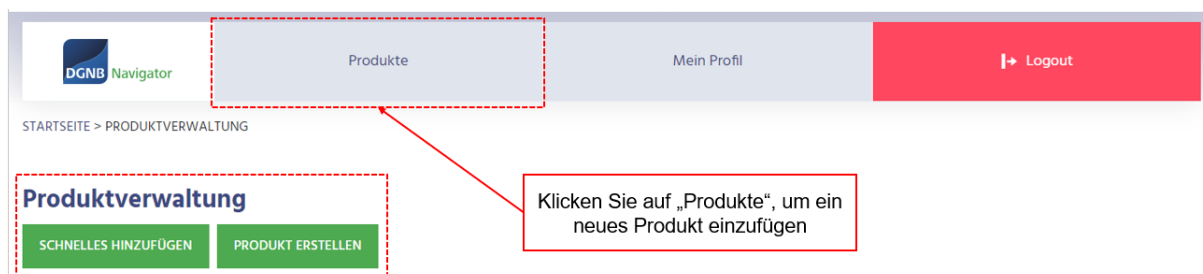 DGNB Navigator
Produkte
Mein Profil
Logout
STARTSEITE > PRODUKTVERWALTUNG
Produktverwaltung
SCHNELLES HINZUFÜGEN
PRODUKT ERSTELLEN
Klicken Sie auf „Produkte“, um ein
neues Produkt einzufügen